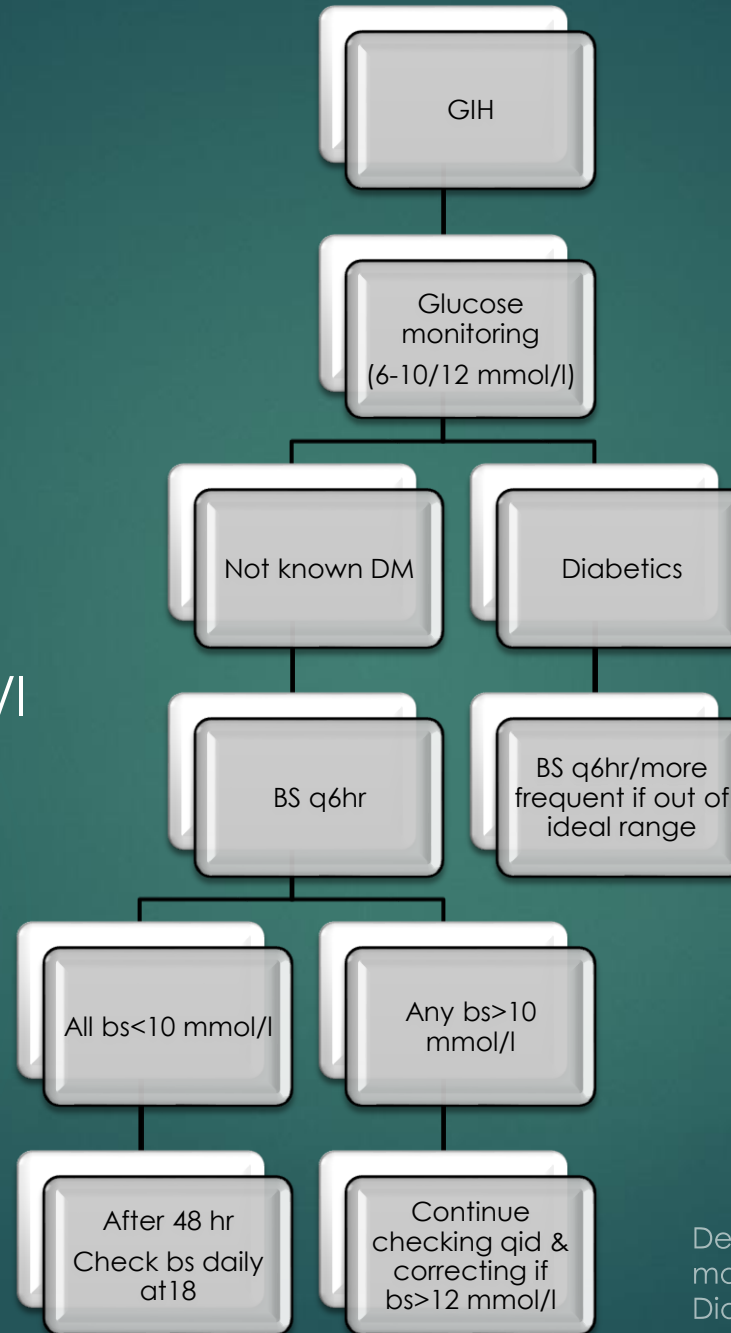 GIH
Glucose
monitoring
(6-10/12 mmol/l)
Not known DM
Diabetics
/l
BS q6hr
BS q6hr/more
frequent if out of
ideal range
All bs<10 mmol/l
Any bs>10
mmol/l
After 48 hr
Check bs daily
at18
Continue
checking qid &
correcting if
bs>12 mmol/l